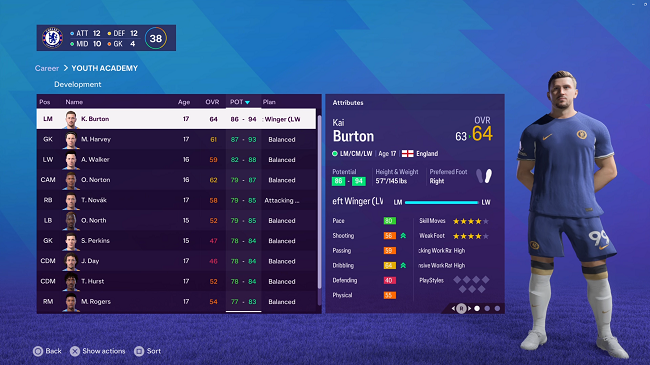 ATT 12 DEF 12
MID 10 GK 4
38
Career > YOUTH ACADEMY
Development
Pos Name Age OVR POT Plan
LM K. Burton 17 64 86 - 94 : Winger (LW
GK M. Harvey 17 61 87 - 93 Balanced
LW A. Walker 16 59 82 - 88 Balanced
CAM O. Norton 16 62 79 - 87 Balanced
RB T. Novák 17 58 79 - 85 Attacking ...
LB O. North 15 52 79 - 85 Balanced
GK S. Perkins 15 47 78 - 84 Balanced
CDM J. Day 17 46 78 - 84 Balanced
CDM T. Hurst 17 52 78 - 84 Balanced
RM M. Rogers 17 54 77 - 83 Balanced
Attributes
Kai
Burton
OVR
63 64
LM/CM/LW Age 17 England
Potential Height & Weight Preferred Foot
86 - 94 5'7"/145 lbs Right
eft Winger (LV LM LW
Pace 80 Skill Moves
Shooting 56 Weak Foot
Passing 59 cking Work Rat High
Dribbling 64 nsive Work Rat High
Defending 40 PlayStyles
Physical 55
99
Back Show actions Sort